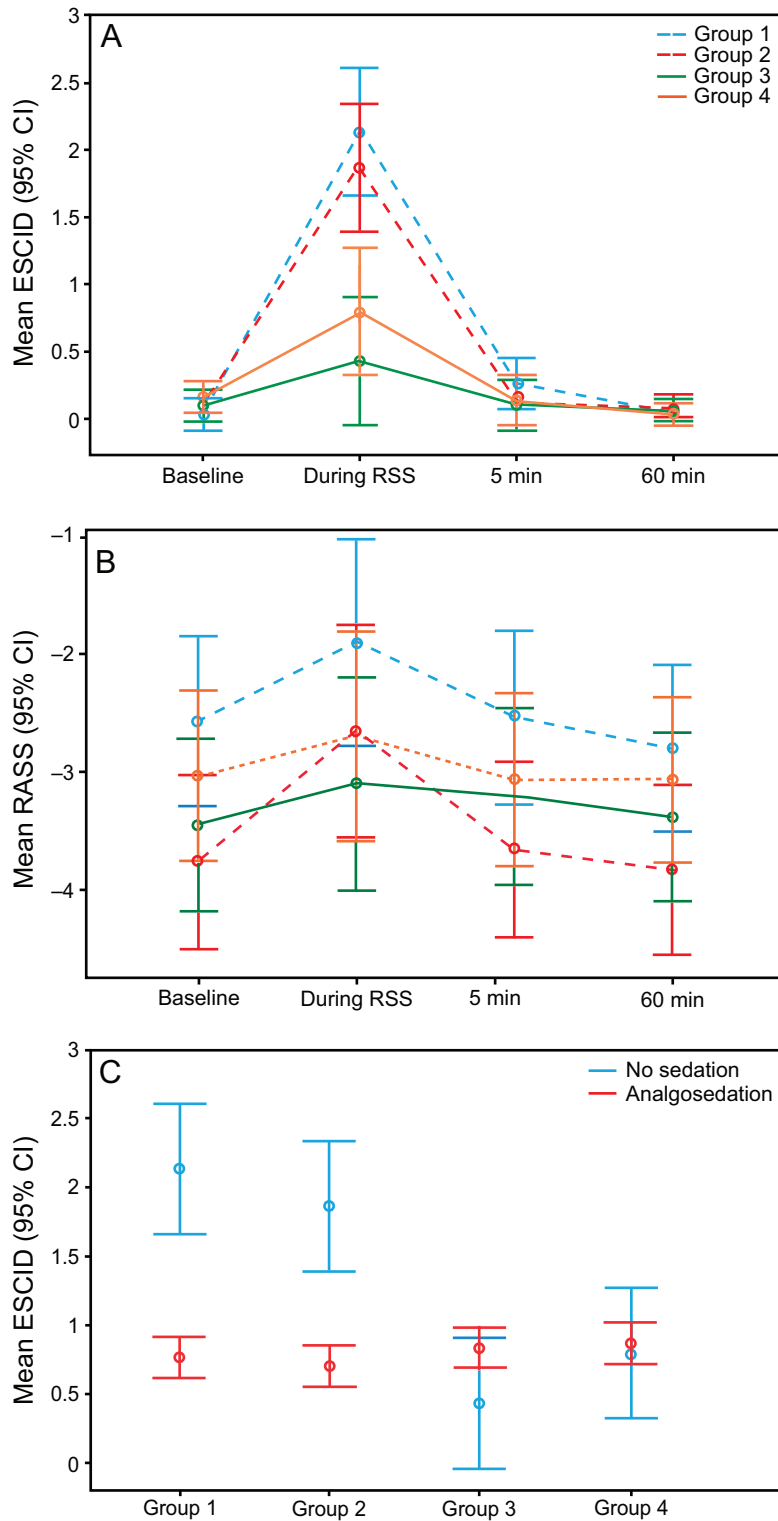 A
Group 1
Group 2
Group 3
Group 4
Mean ESCID (95% CI)
3
2.5
2
1.5
1
0.5
0
Baseline
During RSS
5 min
60 min
B
Mean RASS (95% CI)
–1
–2
–3
–4
Baseline
During RSS
5 min
60 min
C
No sedation
Analgosedation
Mean ESCID (95% CI)
3
2.5
2
1.5
1
0.5
0
Group 1
Group 2
Group 3
Group 4